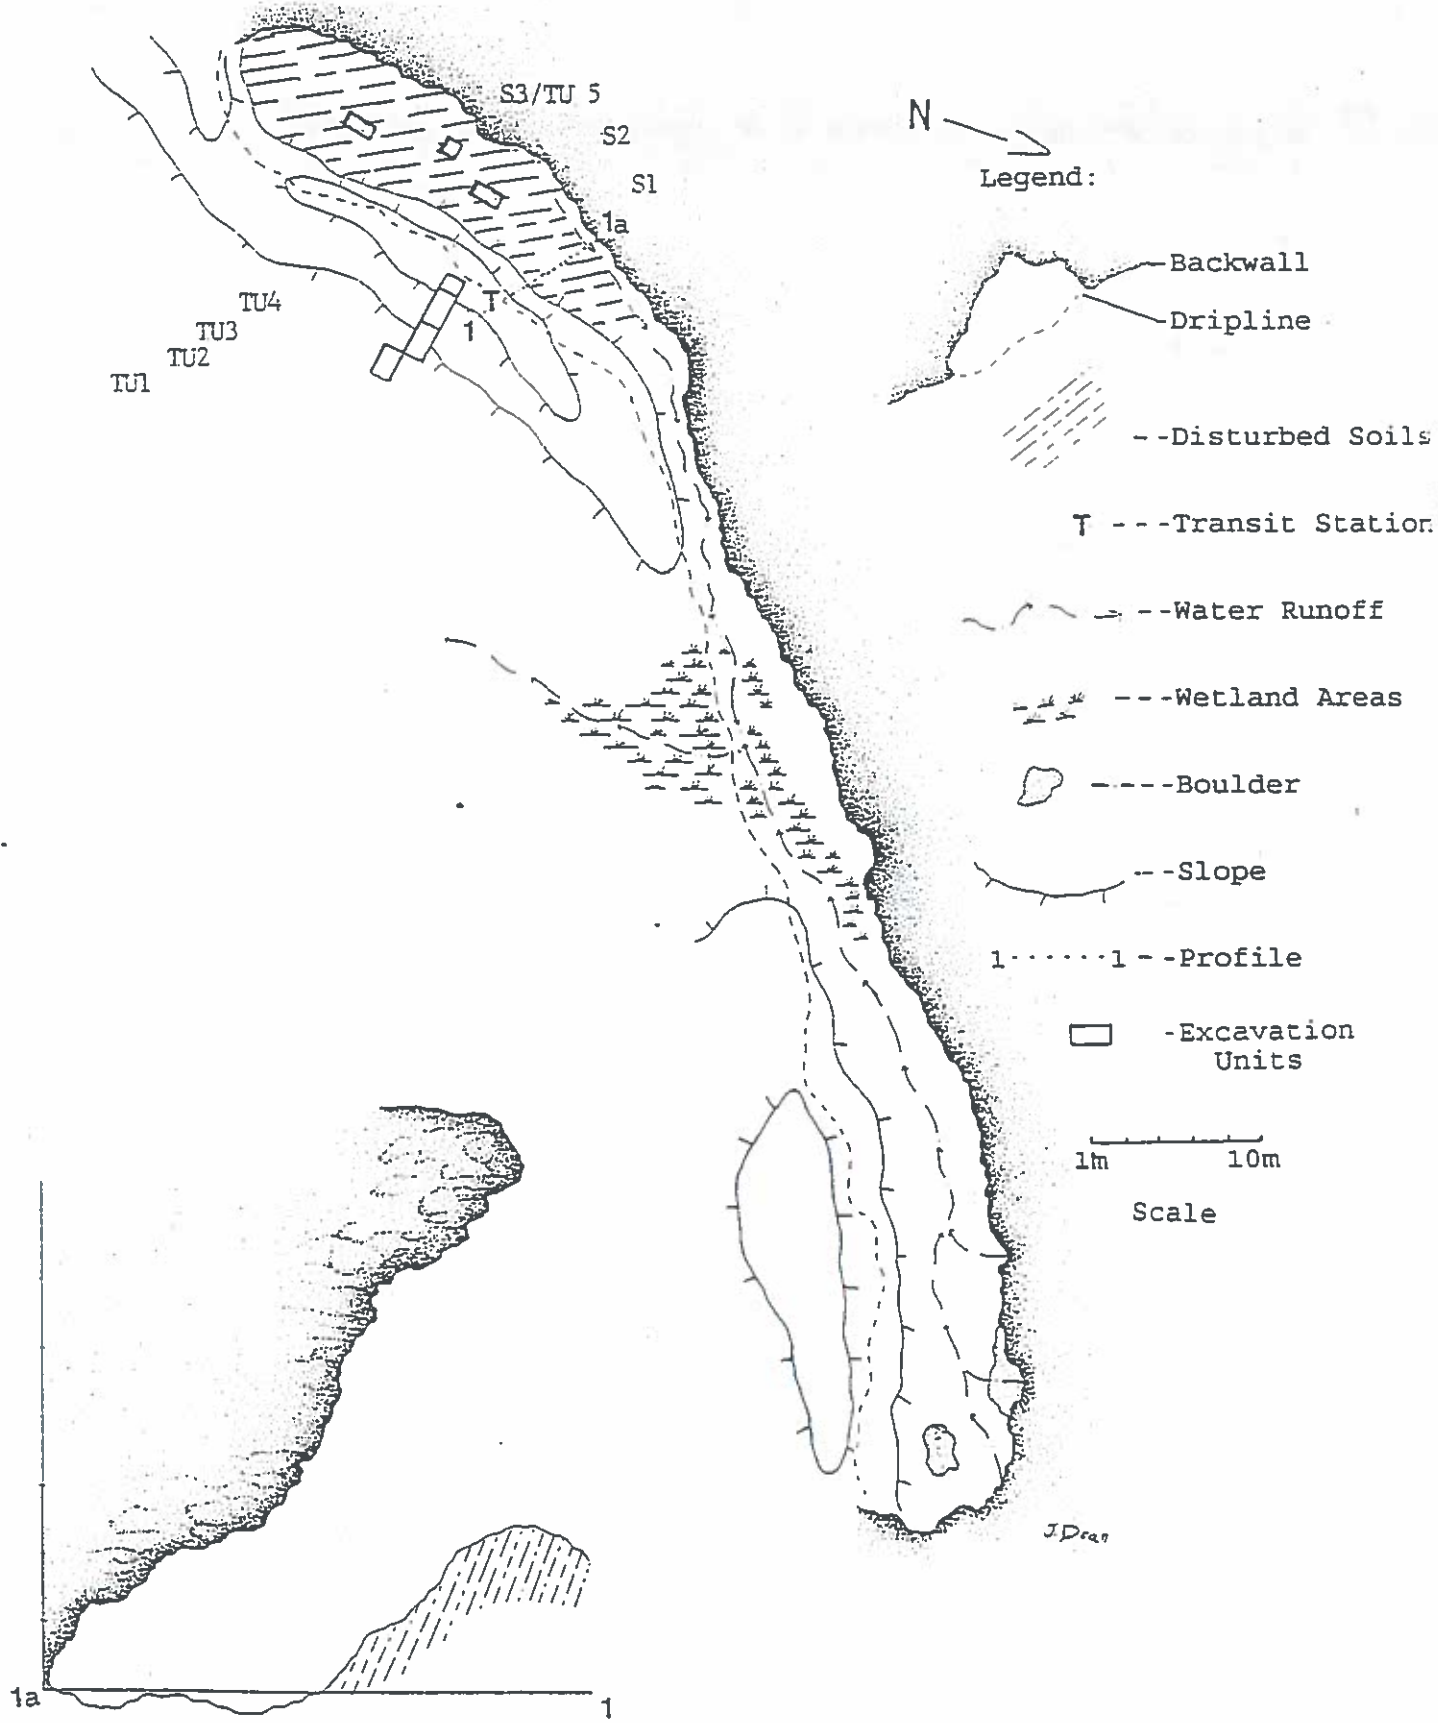 S3/TU 5
S2
S1
1a
N
Legend:
Backwall
Dripline
--Disturbed Soils
T ---Transit Station
--Water Runoff
---Wetland Areas
----Boulder
--Slope
1······1 --Profile
-Excavation
Units
1m 10m
Scale
TU4
TU3
TU2
TU1
T
1
J.Dran
1a
1